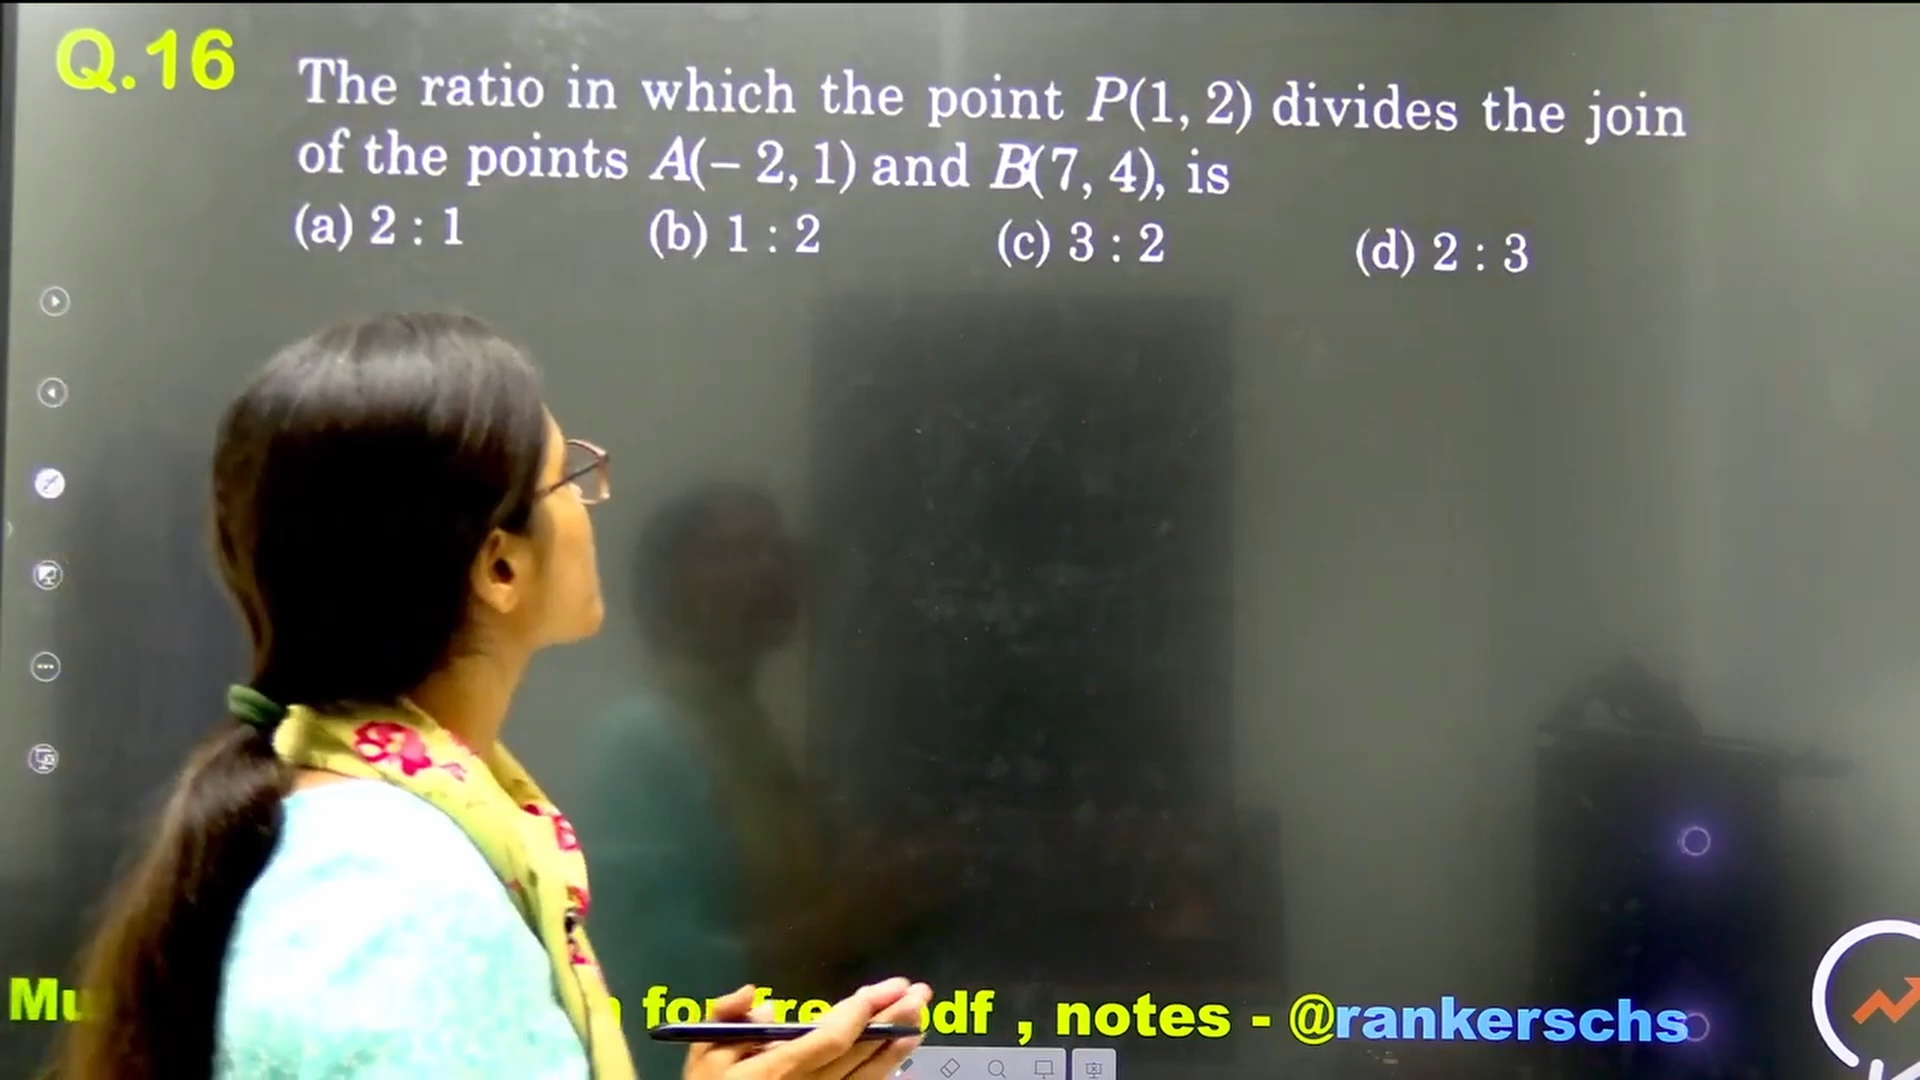 Q.16
The ratio in which the point P(1, 2) divides the join
of the points A(– 2, 1) and B(7, 4), is
(a) 2 : 1 (b) 1 : 2 (c) 3 : 2 (d) 2 : 3
notes - @rankerschs